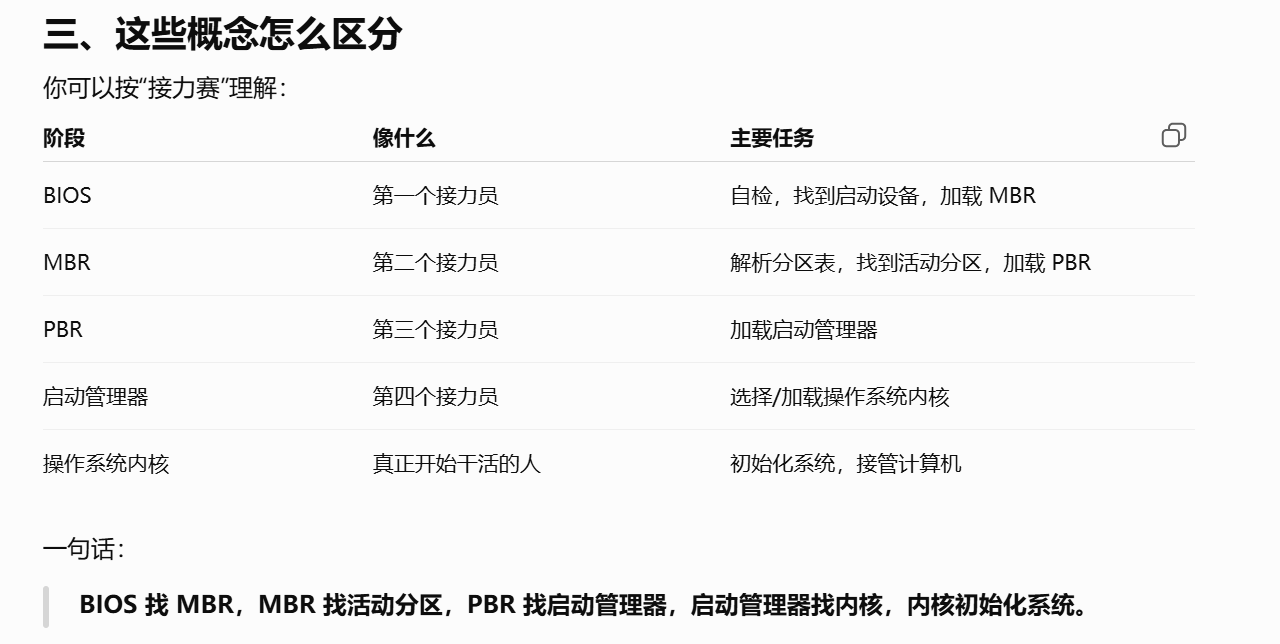 三、这些概念怎么区分
你可以按“接力赛”理解：
阶段 像什么 主要任务
BIOS 第一个接力员 自检，找到启动设备，加载 MBR
MBR 第二个接力员 解析分区表，找到活动分区，加载 PBR
PBR 第三个接力员 加载启动管理器
启动管理器 第四个接力员 选择/加载操作系统内核
操作系统内核 真正开始干活的人 初始化系统，接管计算机
一句话：
BIOS 找 MBR，MBR 找活动分区，PBR 找启动管理器，启动管理器找内核，内核初始化系统。